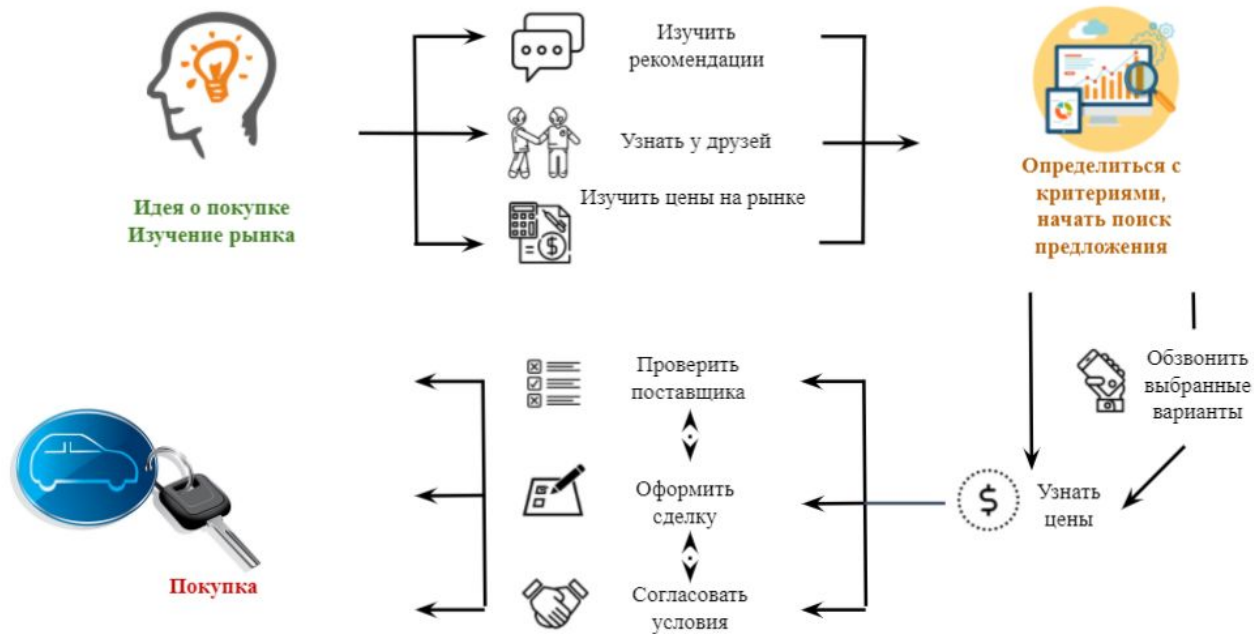 Изучить
рекомендации
Узнать у друзей
Изучить цены на рынке
Идея о покупке
Изучение рынка
Определиться с
критериями,
начать поиск
предложения
Проверить
поставщика
Оформить
сделку
Согласовать
условия
Обзвонить
выбранные
варианты
Узнать
цены
Покупка